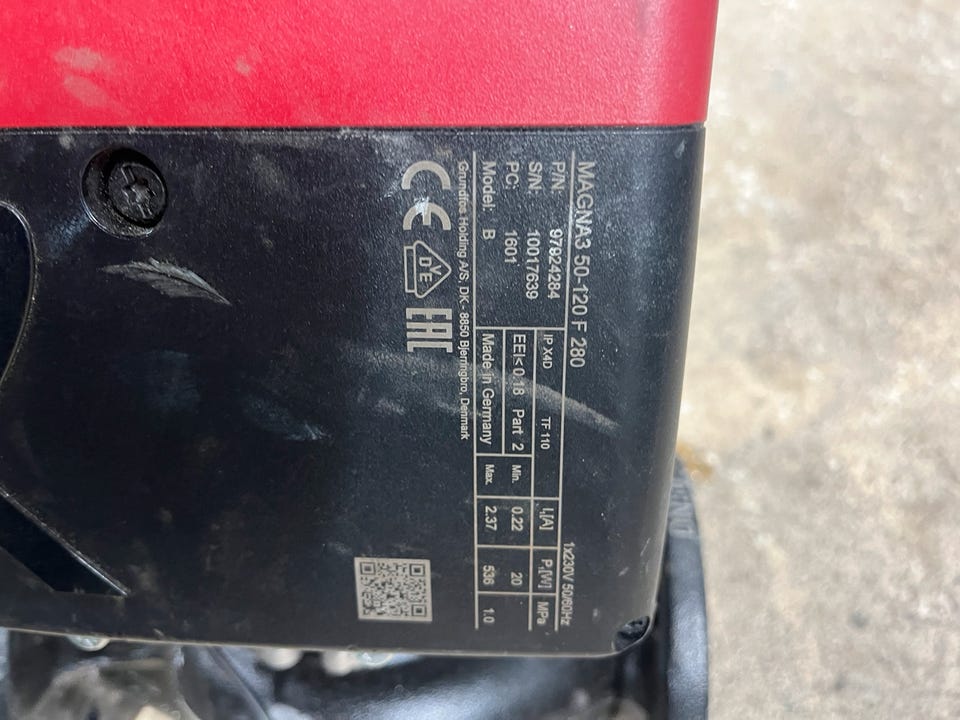 MAGNA3 50-120 F 280
1x230V 50/60Hz
P/N: 97924284
S/N: 10017639
PC: 1601
Model: B
IP X4D TF 110 I₁[A] P₁[W] MPa
EEI<0.18 Part 2 Min. 0.22 20
Made in Germany Max. 2.37 536 1.0
Grundfos Holding A/S, DK - 8850 Bjerringbro, Denmark
CE DVE EAC